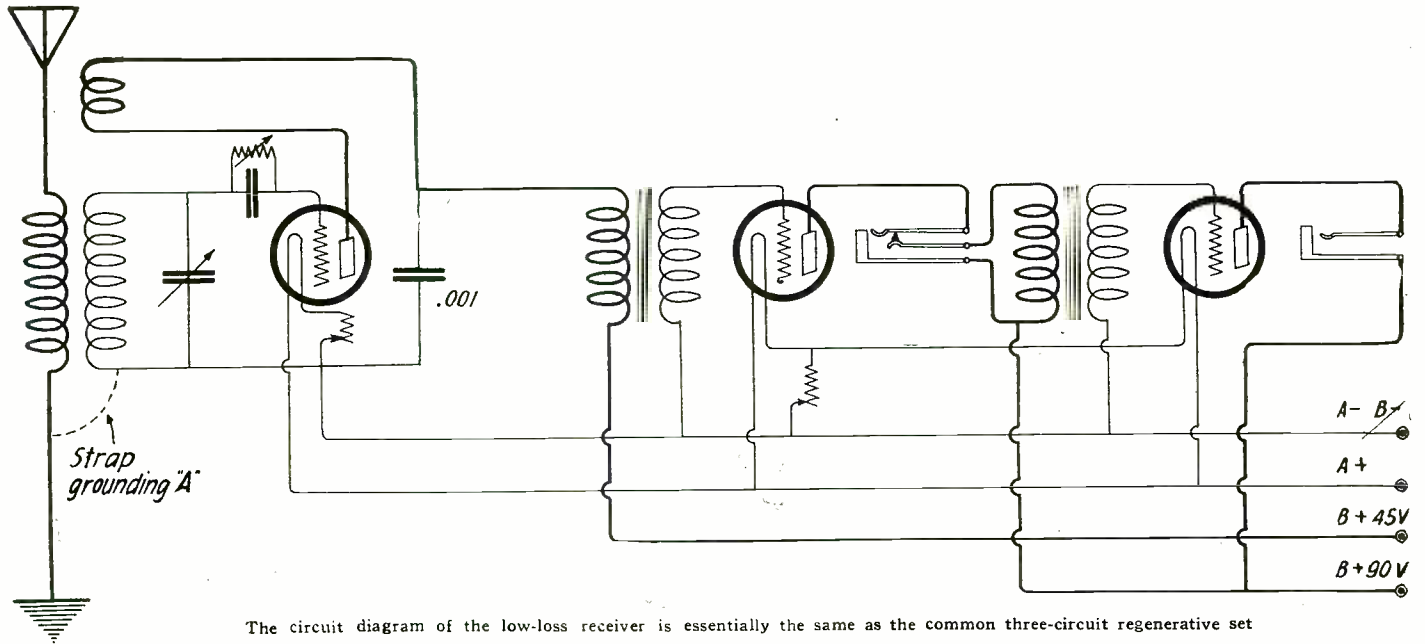 .001
Strap
grounding "A"
A- B-
A+
B+45V
B+90V
The circuit diagram of the low-loss receiver is essentially the same as the common three-circuit regenerative set